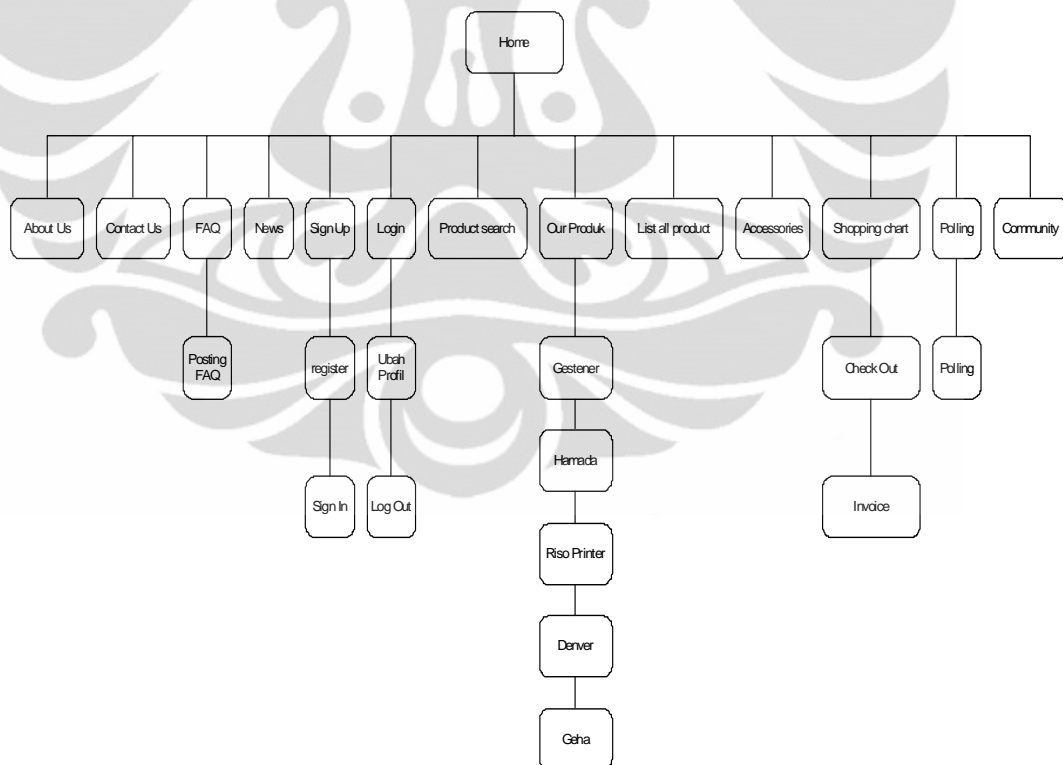 Home
About Us
Contact Us
FAQ
News
Sign Up
Login
Product search
Our Produk
List all product
Accessories
Shopping chart
Polling
Community
Posting
FAQ
register
Ubah
Profil
Gestener
Check Out
Polling
Hamada
Sign In
Log Out
Invoice
Riso Printer
Denver
Geha